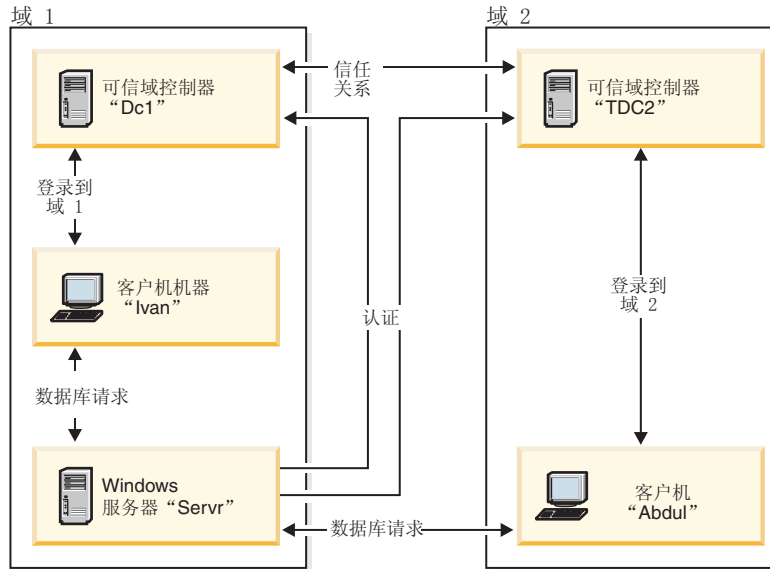 域 1
域 2
可信域控制器
“Dc1”
信任
关系
可信域控制器
“TDC2”
登录到
域 1
客户机机器
“Ivan”
认证
登录到
域 2
数据库请求
Windows
服务器“Servr”
数据库请求
客户机
“Abdul”